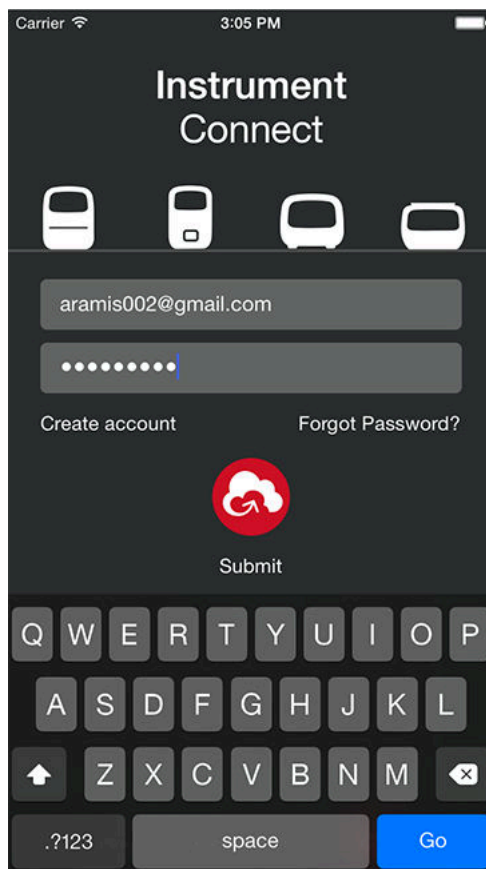 Carrier 3:05 PM
Instrument
Connect
aramis002@gmail.com
•••••••••
Create account Forgot Password?
Submit
Q W E R T Y U I O P
A S D F G H J K L
Z X C V B N M
.?123 space Go